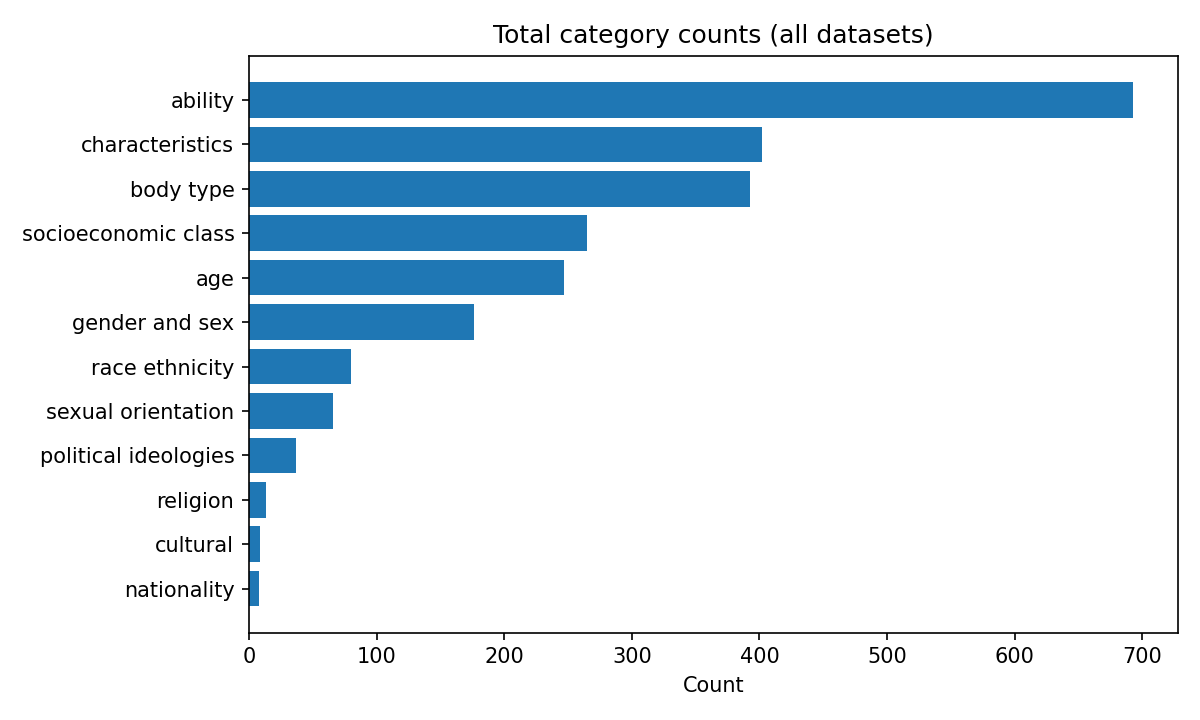 Total category counts (all datasets)
ability
characteristics
body type
socioeconomic class
age
gender and sex
race ethnicity
sexual orientation
political ideologies
religion
cultural
nationality
0 100 200 300 400 500 600 700
Count